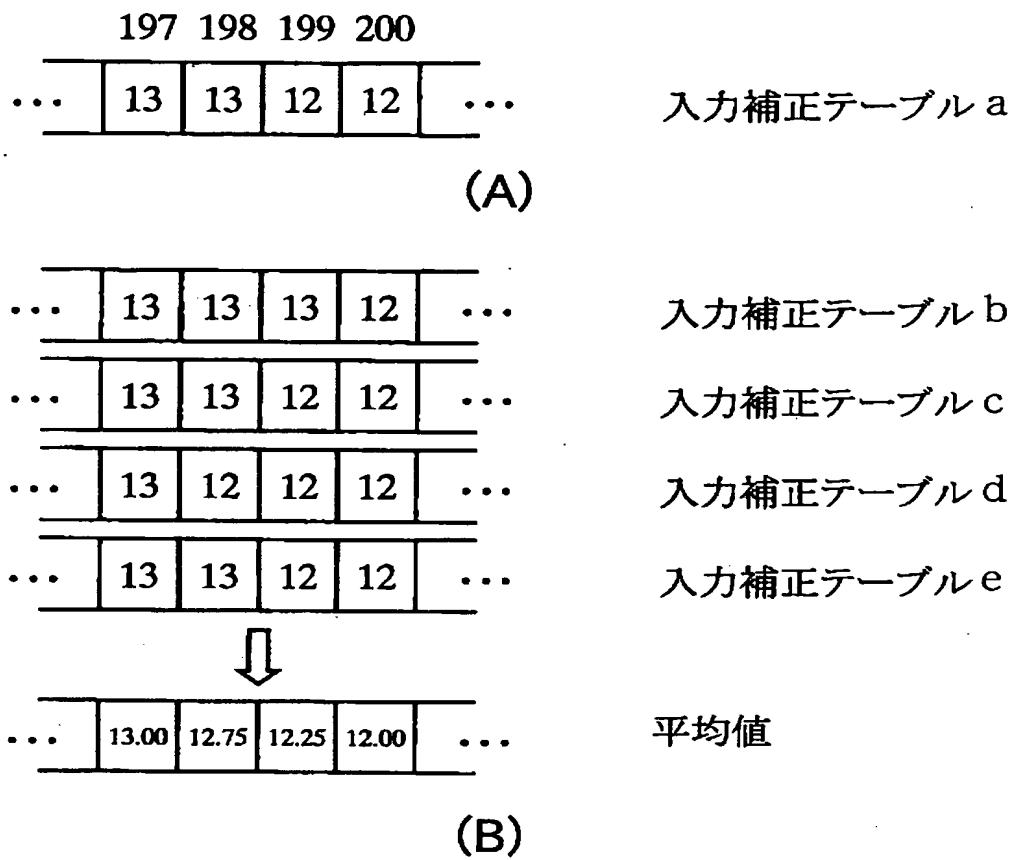 197 198 199 200
... 13 13 12 12 ... 入力補正テーブルa
(A)
... 13 13 13 12 ... 入力補正テーブルb
... 13 13 12 12 ... 入力補正テーブルc
... 13 12 12 12 ... 入力補正テーブルd
... 13 13 12 12 ... 入力補正テーブルe
... 13.00 12.75 12.25 12.00 ... 平均値
(B)